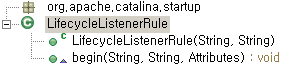 org,apache,catalina,startup
LifecycleListenerRule
LifecycleListenerRule(String, String)
begin(String, String, Attributes) : void